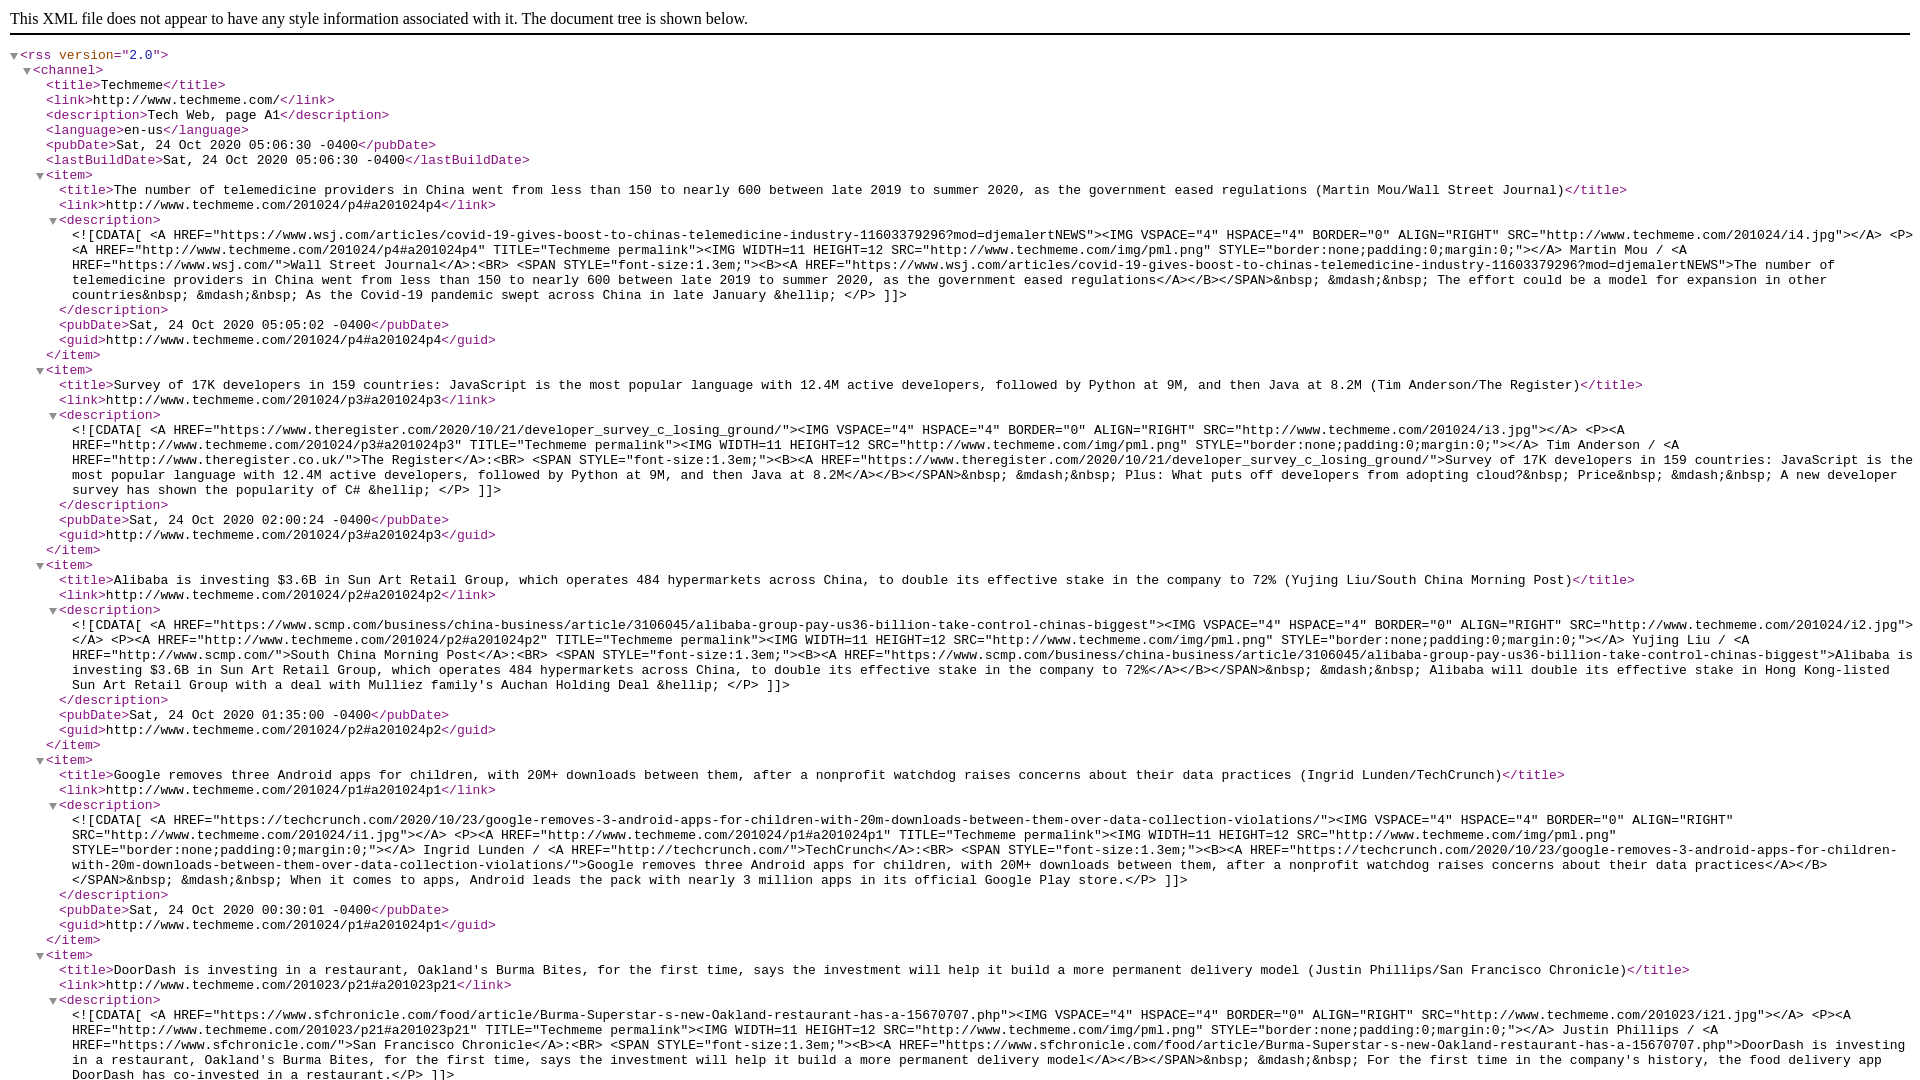 This XML file does not appear to have any style information associated with it. The document tree is shown below.
<rss version="2.0">
<channel>
<title>Techmeme</title>
<link>http://www.techmeme.com/</link>
<description>Tech Web, page A1</description>
<language>en-us</language>
<pubDate>Sat, 24 Oct 2020 05:06:30 -0400</pubDate>
<lastBuildDate>Sat, 24 Oct 2020 05:06:30 -0400</lastBuildDate>
<item>
<title>The number of telemedicine providers in China went from less than 150 to nearly 600 between late 2019 to summer 2020, as the government eased regulations (Martin Mou/Wall Street Journal)</title>
<link>http://www.techmeme.com/201024/p4#a201024p4</link>
<description>
<![CDATA[ <A HREF="https://www.wsj.com/articles/covid-19-gives-boost-to-chinas-telemedicine-industry-11603379296?mod=djemalertNEWS"><IMG VSPACE="4" HSPACE="4" BORDER="0" ALIGN="RIGHT" SRC="http://www.techmeme.com/201024/i4.jpg"></A> <P>
<A HREF="http://www.techmeme.com/201024/p4#a201024p4" TITLE="Techmeme permalink"><IMG WIDTH=11 HEIGHT=12 SRC="http://www.techmeme.com/img/pml.png" STYLE="border:none;padding:0;margin:0;"></A> Martin Mou / <A
HREF="https://www.wsj.com/">Wall Street Journal</A>:<BR> <SPAN STYLE="font-size:1.3em;"><B><A HREF="https://www.wsj.com/articles/covid-19-gives-boost-to-chinas-telemedicine-industry-11603379296?mod=djemalertNEWS">The number of
telemedicine providers in China went from less than 150 to nearly 600 between late 2019 to summer 2020, as the government eased regulations</A></B></SPAN>&nbsp; &mdash;&nbsp; The effort could be a model for expansion in other
countries&nbsp; &mdash;&nbsp; As the Covid-19 pandemic swept across China in late January &hellip; </P> ]]>
</description>
<pubDate>Sat, 24 Oct 2020 05:05:02 -0400</pubDate>
<guid>http://www.techmeme.com/201024/p4#a201024p4</guid>
</item>
<item>
<title>Survey of 17K developers in 159 countries: JavaScript is the most popular language with 12.4M active developers, followed by Python at 9M, and then Java at 8.2M (Tim Anderson/The Register)</title>
<link>http://www.techmeme.com/201024/p3#a201024p3</link>
<description>
<![CDATA[ <A HREF="https://www.theregister.com/2020/10/21/developer_survey_c_losing_ground/"><IMG VSPACE="4" HSPACE="4" BORDER="0" ALIGN="RIGHT" SRC="http://www.techmeme.com/201024/i3.jpg"></A> <P><A
HREF="http://www.techmeme.com/201024/p3#a201024p3" TITLE="Techmeme permalink"><IMG WIDTH=11 HEIGHT=12 SRC="http://www.techmeme.com/img/pml.png" STYLE="border:none;padding:0;margin:0;"></A> Tim Anderson / <A
HREF="http://www.theregister.co.uk/">The Register</A>:<BR> <SPAN STYLE="font-size:1.3em;"><B><A HREF="https://www.theregister.com/2020/10/21/developer_survey_c_losing_ground/">Survey of 17K developers in 159 countries: JavaScript is the
most popular language with 12.4M active developers, followed by Python at 9M, and then Java at 8.2M</A></B></SPAN>&nbsp; &mdash;&nbsp; Plus: What puts off developers from adopting cloud?&nbsp; Price&nbsp; &mdash;&nbsp; A new developer
survey has shown the popularity of C# &hellip; </P> ]]>
</description>
<pubDate>Sat, 24 Oct 2020 02:00:24 -0400</pubDate>
<guid>http://www.techmeme.com/201024/p3#a201024p3</guid>
</item>
<item>
<title>Alibaba is investing $3.6B in Sun Art Retail Group, which operates 484 hypermarkets across China, to double its effective stake in the company to 72% (Yujing Liu/South China Morning Post)</title>
<link>http://www.techmeme.com/201024/p2#a201024p2</link>
<description>
<![CDATA[ <A HREF="https://www.scmp.com/business/china-business/article/3106045/alibaba-group-pay-us36-billion-take-control-chinas-biggest"><IMG VSPACE="4" HSPACE="4" BORDER="0" ALIGN="RIGHT" SRC="http://www.techmeme.com/201024/i2.jpg">
</A> <P><A HREF="http://www.techmeme.com/201024/p2#a201024p2" TITLE="Techmeme permalink"><IMG WIDTH=11 HEIGHT=12 SRC="http://www.techmeme.com/img/pml.png" STYLE="border:none;padding:0;margin:0;"></A> Yujing Liu / <A
HREF="http://www.scmp.com/">South China Morning Post</A>:<BR> <SPAN STYLE="font-size:1.3em;"><B><A HREF="https://www.scmp.com/business/china-business/article/3106045/alibaba-group-pay-us36-billion-take-control-chinas-biggest">Alibaba is
investing $3.6B in Sun Art Retail Group, which operates 484 hypermarkets across China, to double its effective stake in the company to 72%</A></B></SPAN>&nbsp; &mdash;&nbsp; Alibaba will double its effective stake in Hong Kong-listed
Sun Art Retail Group with a deal with Mulliez family's Auchan Holding Deal &hellip; </P> ]]>
</description>
<pubDate>Sat, 24 Oct 2020 01:35:00 -0400</pubDate>
<guid>http://www.techmeme.com/201024/p2#a201024p2</guid>
</item>
<item>
<title>Google removes three Android apps for children, with 20M+ downloads between them, after a nonprofit watchdog raises concerns about their data practices (Ingrid Lunden/TechCrunch)</title>
<link>http://www.techmeme.com/201024/p1#a201024p1</link>
<description>
<![CDATA[ <A HREF="https://techcrunch.com/2020/10/23/google-removes-3-android-apps-for-children-with-20m-downloads-between-them-over-data-collection-violations/"><IMG VSPACE="4" HSPACE="4" BORDER="0" ALIGN="RIGHT"
SRC="http://www.techmeme.com/201024/i1.jpg"></A> <P><A HREF="http://www.techmeme.com/201024/p1#a201024p1" TITLE="Techmeme permalink"><IMG WIDTH=11 HEIGHT=12 SRC="http://www.techmeme.com/img/pml.png"
STYLE="border:none;padding:0;margin:0;"></A> Ingrid Lunden / <A HREF="http://techcrunch.com/">TechCrunch</A>:<BR> <SPAN STYLE="font-size:1.3em;"><B><A HREF="https://techcrunch.com/2020/10/23/google-removes-3-android-apps-for-children-
with-20m-downloads-between-them-over-data-collection-violations/">Google removes three Android apps for children, with 20M+ downloads between them, after a nonprofit watchdog raises concerns about their data practices</A></B>
</SPAN>&nbsp; &mdash;&nbsp; When it comes to apps, Android leads the pack with nearly 3 million apps in its official Google Play store.</P> ]]>
</description>
<pubDate>Sat, 24 Oct 2020 00:30:01 -0400</pubDate>
<guid>http://www.techmeme.com/201024/p1#a201024p1</guid>
</item>
<item>
<title>DoorDash is investing in a restaurant, Oakland's Burma Bites, for the first time, says the investment will help it build a more permanent delivery model (Justin Phillips/San Francisco Chronicle)</title>
<link>http://www.techmeme.com/201023/p21#a201023p21</link>
<description>
<![CDATA[ <A HREF="https://www.sfchronicle.com/food/article/Burma-Superstar-s-new-Oakland-restaurant-has-a-15670707.php"><IMG VSPACE="4" HSPACE="4" BORDER="0" ALIGN="RIGHT" SRC="http://www.techmeme.com/201023/i21.jpg"></A> <P><A
HREF="http://www.techmeme.com/201023/p21#a201023p21" TITLE="Techmeme permalink"><IMG WIDTH=11 HEIGHT=12 SRC="http://www.techmeme.com/img/pml.png" STYLE="border:none;padding:0;margin:0;"></A> Justin Phillips / <A
HREF="https://www.sfchronicle.com/">San Francisco Chronicle</A>:<BR> <SPAN STYLE="font-size:1.3em;"><B><A HREF="https://www.sfchronicle.com/food/article/Burma-Superstar-s-new-Oakland-restaurant-has-a-15670707.php">DoorDash is investing
in a restaurant, Oakland's Burma Bites, for the first time, says the investment will help it build a more permanent delivery model</A></B></SPAN>&nbsp; &mdash;&nbsp; For the first time in the company's history, the food delivery app
DoorDash has co-invested in a restaurant.</P> ]]>